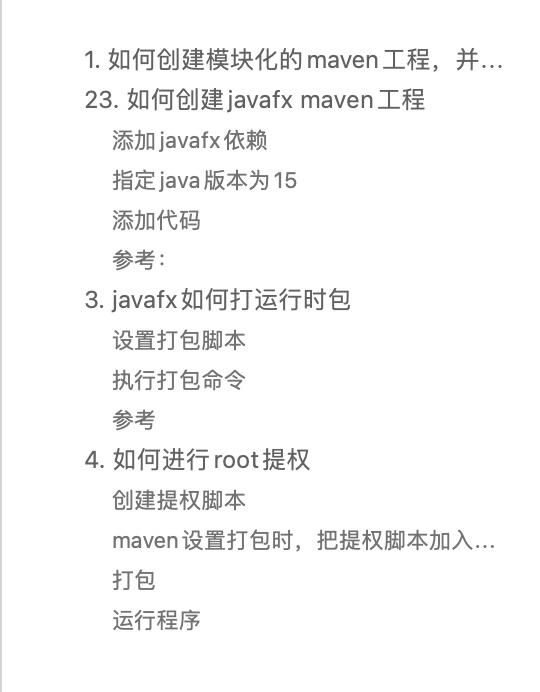 1. 如何创建模块化的maven工程，并...
23. 如何创建javafx maven工程
添加javafx依赖
指定java版本为15
添加代码
参考：
3. javafx如何打运行时包
设置打包脚本
执行打包命令
参考
4. 如何进行root提权
创建提权脚本
maven设置打包时，把提权脚本加入...
打包
运行程序